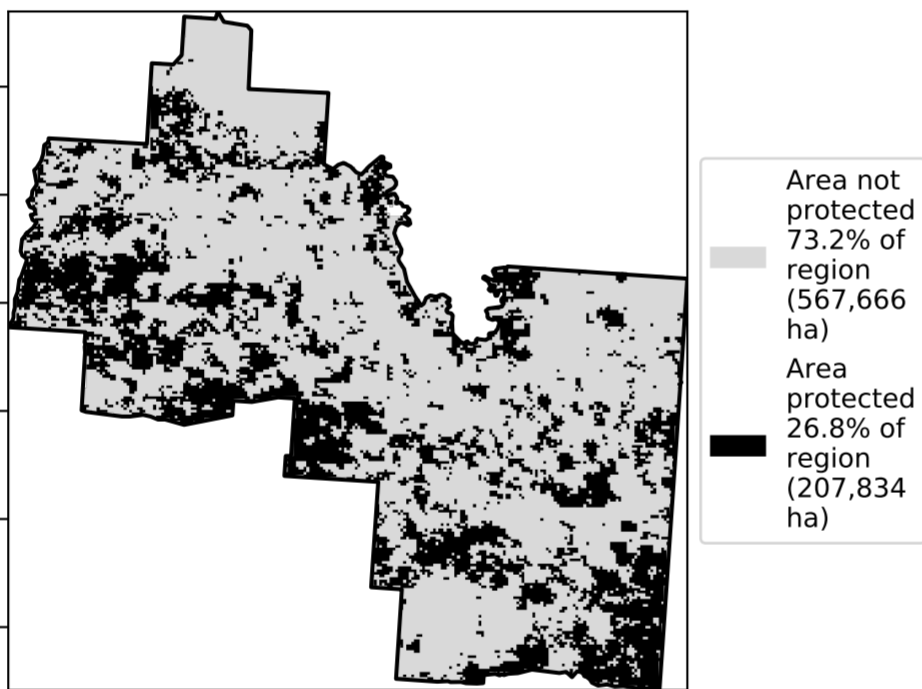 Area not
protected
73.2% of
region
(567,666
ha)
Area
protected
26.8% of
region
(207,834
ha)